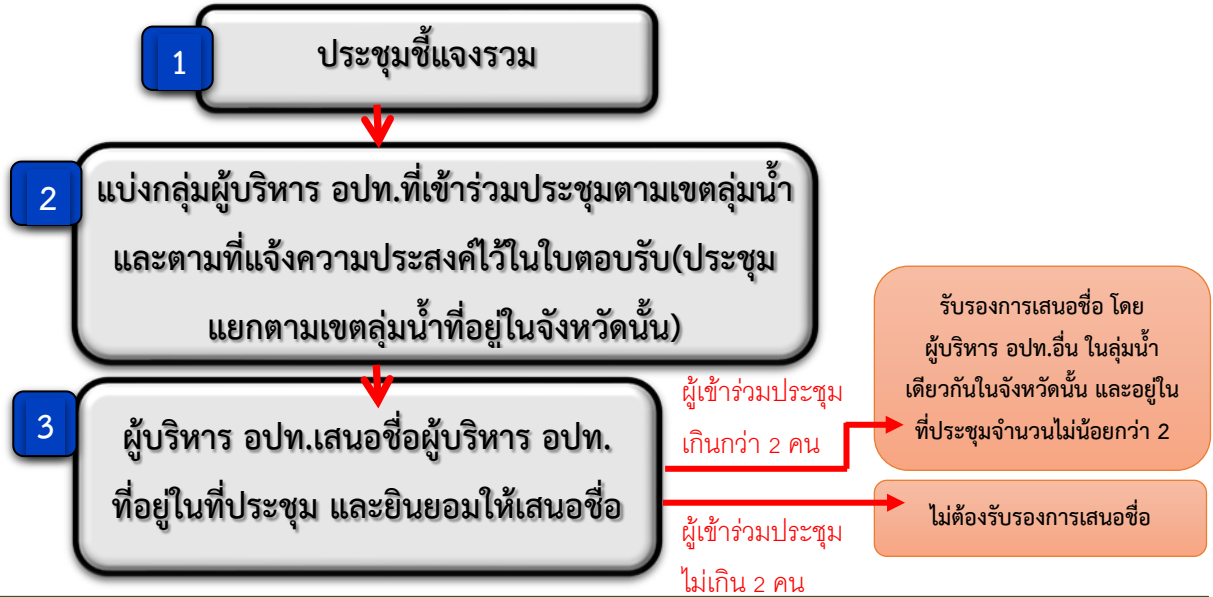 1
ประชุมชี้แจงรวม
2
แบ่งกลุ่มผู้บริหาร อปท.ที่เข้าร่วมประชุมตามเขตลุ่มน้ำ
และตามที่แจ้งความประสงค์ไว้ในใบตอบรับ(ประชุม
แยกตามเขตลุ่มน้ำที่อยู่ในจังหวัดนั้น)
3
ผู้บริหาร อปท.เสนอชื่อผู้บริหาร อปท.
ที่อยู่ในที่ประชุม และยินยอมให้เสนอชื่อ
ผู้เข้าร่วมประชุม
เกินกว่า 2 คน
รับรองการเสนอชื่อ โดย
ผู้บริหาร อปท.อื่น ในลุ่มน้ำ
เดียวกันในจังหวัดนั้น และอยู่ใน
ที่ประชุมจำนวนไม่น้อยกว่า 2
ผู้เข้าร่วมประชุม
ไม่เกิน 2 คน
ไม่ต้องรับรองการเสนอชื่อ